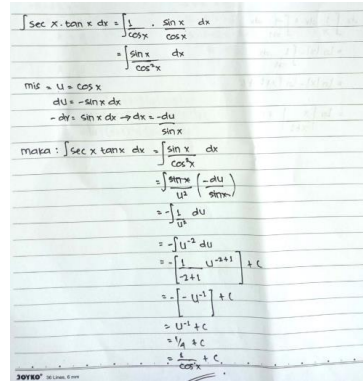 ∫ sec x . tan x dx = ∫ 1/cos x . sin x/cos x dx
= ∫ sin x/cos²x dx
mis = u = cos x
du = -sin x dx
- du = sin x dx → dx = -du/sin x
maka : ∫ sec x tan x dx = ∫ sin x/cos²x dx
= ∫ sin x/u² (-du/sin x)
= -∫ 1/u² du
= -∫ u⁻² du
= -[1/-2+1 u⁻²⁺¹] + C
= -[-u⁻¹] + C
= u⁻¹ + C
= 1/u + C
= 1/cos x + C
JOYKO 36 Lines, 6 mm